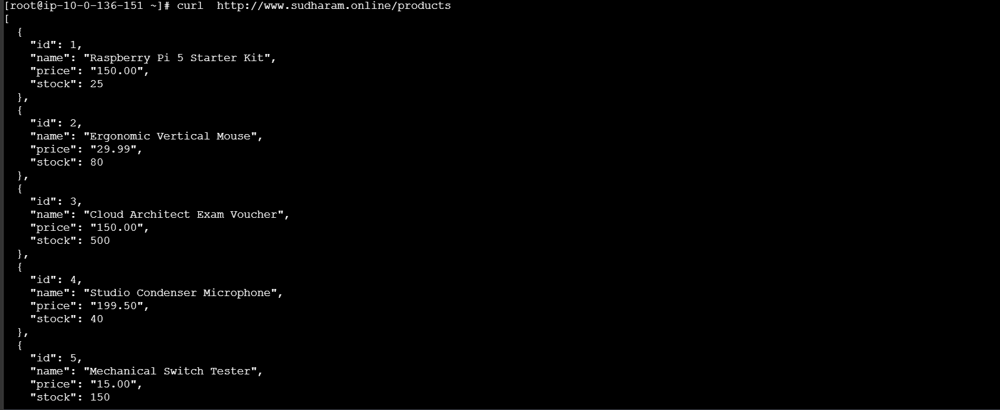 [root@ip-10-0-136-151 ~]# curl  http://www.sudharam.online/products
[
  {
    "id": 1,
    "name": "Raspberry Pi 5 Starter Kit",
    "price": "150.00",
    "stock": 25
  },
  {
    "id": 2,
    "name": "Ergonomic Vertical Mouse",
    "price": "29.99",
    "stock": 80
  },
  {
    "id": 3,
    "name": "Cloud Architect Exam Voucher",
    "price": "150.00",
    "stock": 500
  },
  {
    "id": 4,
    "name": "Studio Condenser Microphone",
    "price": "199.50",
    "stock": 40
  },
  {
    "id": 5,
    "name": "Mechanical Switch Tester",
    "price": "15.00",
    "stock": 150